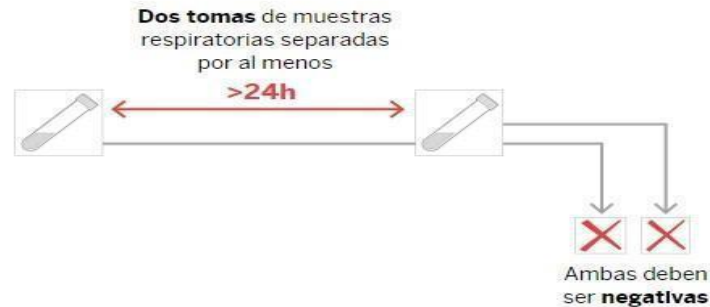 Dos tomas de muestras
respiratorias separadas
por al menos
>24h
Ambas deben
ser negativas